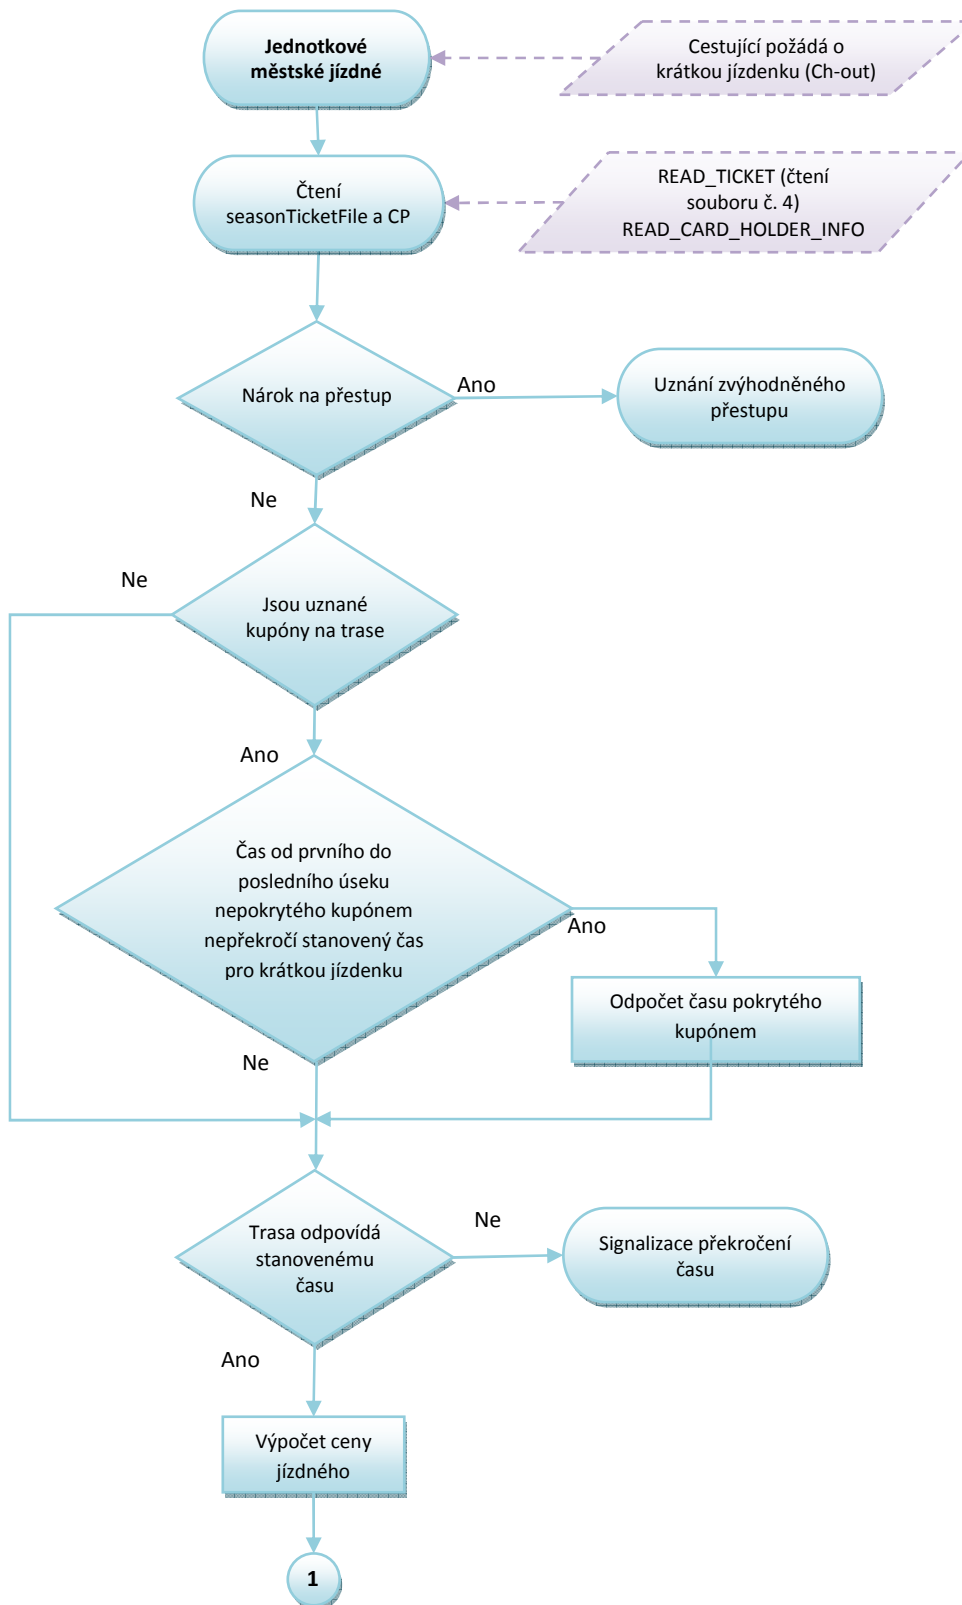 Jednotkové
městské jízdné
Cestující požádá o
krátkou jízdenku (Ch-out)
Čtení
seasonTicketFile a CP
READ_TICKET (čtení
souboru č. 4)
READ_CARD_HOLDER_INFO
Nárok na přestup
Ano
Uznání zvýhodněného
přestupu
Ne
Ne
Jsou uznané
kupóny na trase
Ano
Čas od prvního do
posledního úseku
nepokrytého kupónem
nepřekročí stanovený čas
pro krátkou jízdenku
Ano
Odpočet času pokrytého
kupónem
Ne
Trasa odpovídá
stanovenému
času
Ne
Signalizace překročení
času
Ano
Výpočet ceny
jízdného
1